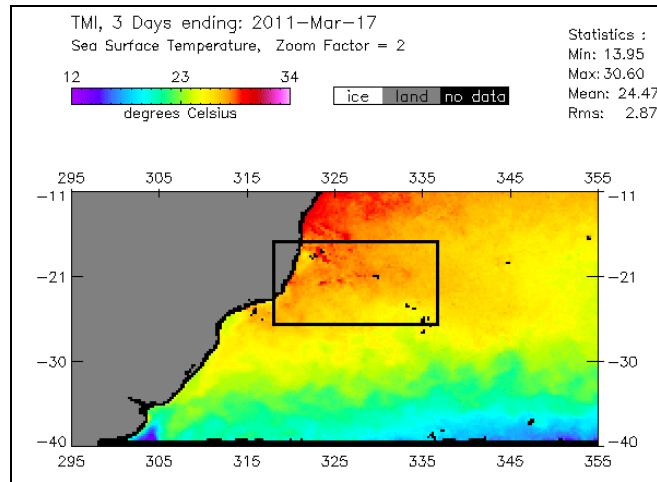 TMI, 3 Days ending: 2011-Mar-17
Sea Surface Temperature, Zoom Factor = 2
Statistics :
Min: 13.95
Max: 30.60
Mean: 24.47
Rms: 2.87
12 23 34
degrees Celsius
ice land no data
295 305 315 325 335 345 355
-11 -11
-21 -21
-30 -30
-40 -40
295 305 315 325 335 345 355